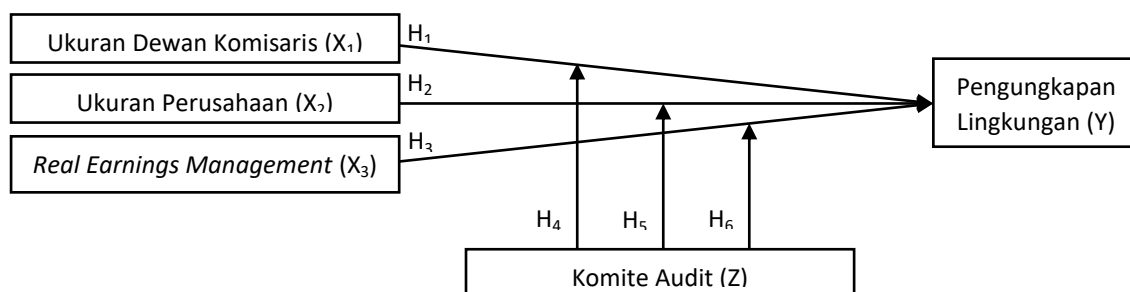 Ukuran Dewan Komisaris (X₁)
H₁
Ukuran Perusahaan (X₂)
H₂
Real Earnings Management (X₃)
H₃
Pengungkapan
Lingkungan (Y)
H₄
H₅
H₆
Komite Audit (Z)